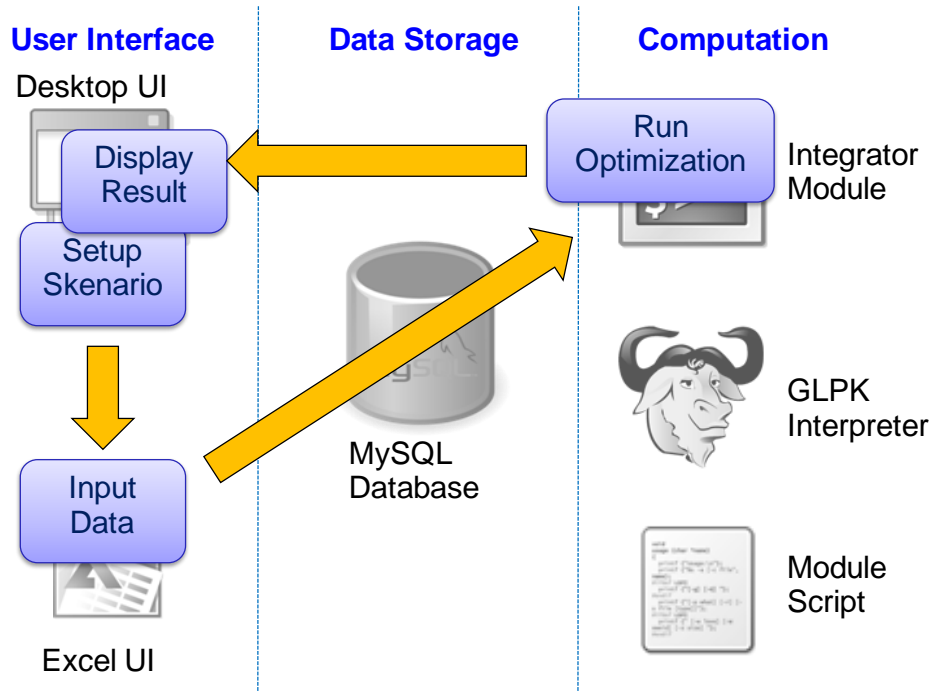 User Interface
Data Storage
Computation
Desktop UI
Display
Result
Setup
Skenario
Run
Optimization
Integrator
Module
$
MySQL
Database
GLPK
Interpreter
Input
Data
Excel UI
Module
Script